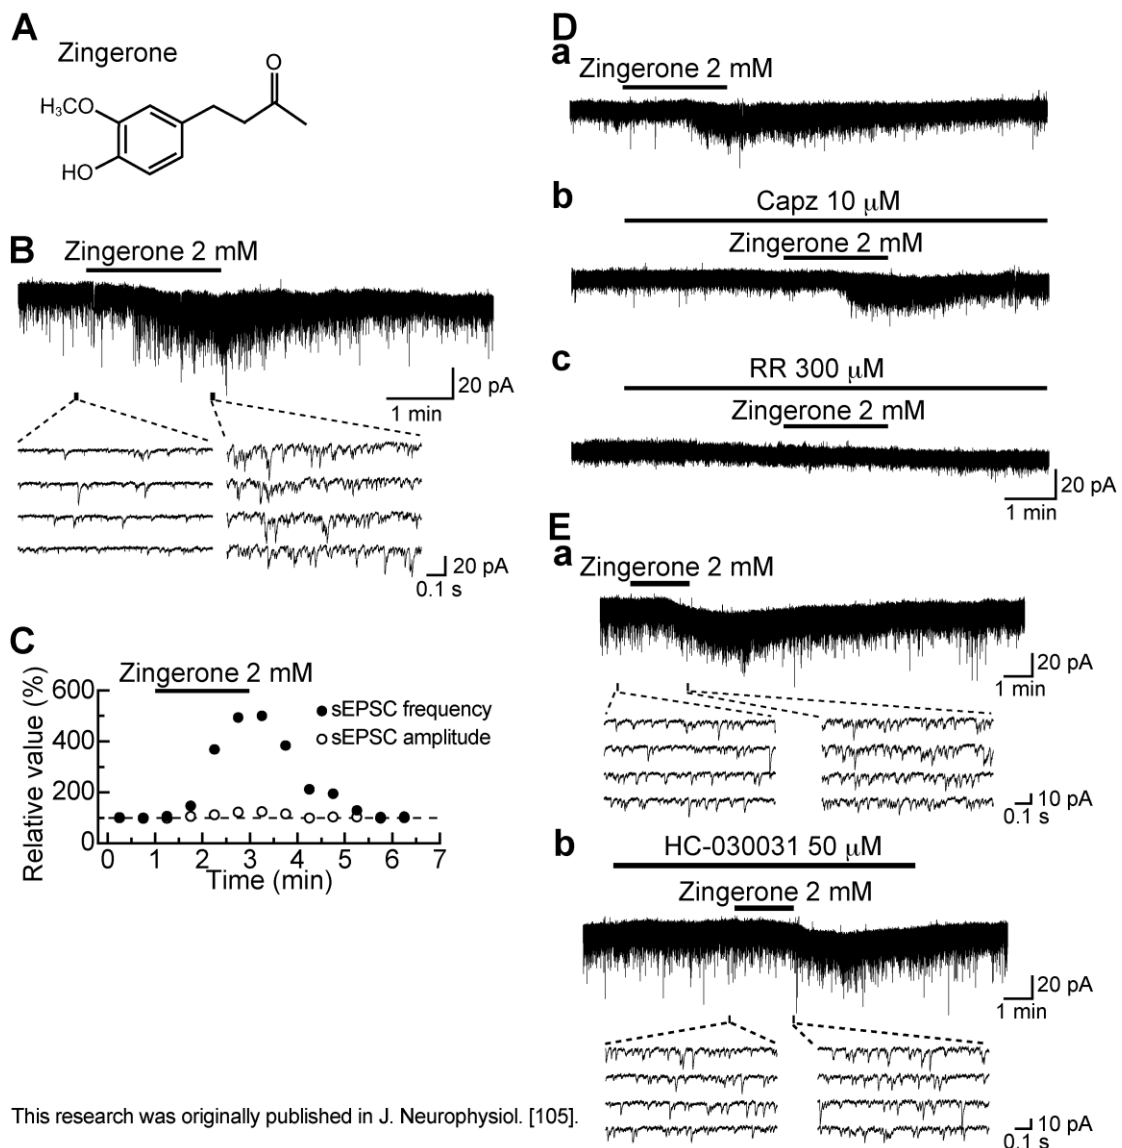 A
Zingerone
O
H₃CO
HO
B
Zingerone 2 mM
20 pA
1 min
20 pA
0.1 s
C
Zingerone 2 mM
Relative value (%)
600
400
200
0
sEPSC frequency
sEPSC amplitude
0 1 2 3 4 5 6 7
Time (min)
D
a
Zingerone 2 mM
b
Capz 10 μM
Zingerone 2 mM
c
RR 300 μM
Zingerone 2 mM
20 pA
1 min
E
a
Zingerone 2 mM
20 pA
1 min
10 pA
0.1 s
b
HC-030031 50 μM
Zingerone 2 mM
20 pA
1 min
10 pA
0.1 s
This research was originally published in J. Neurophysiol. [105].